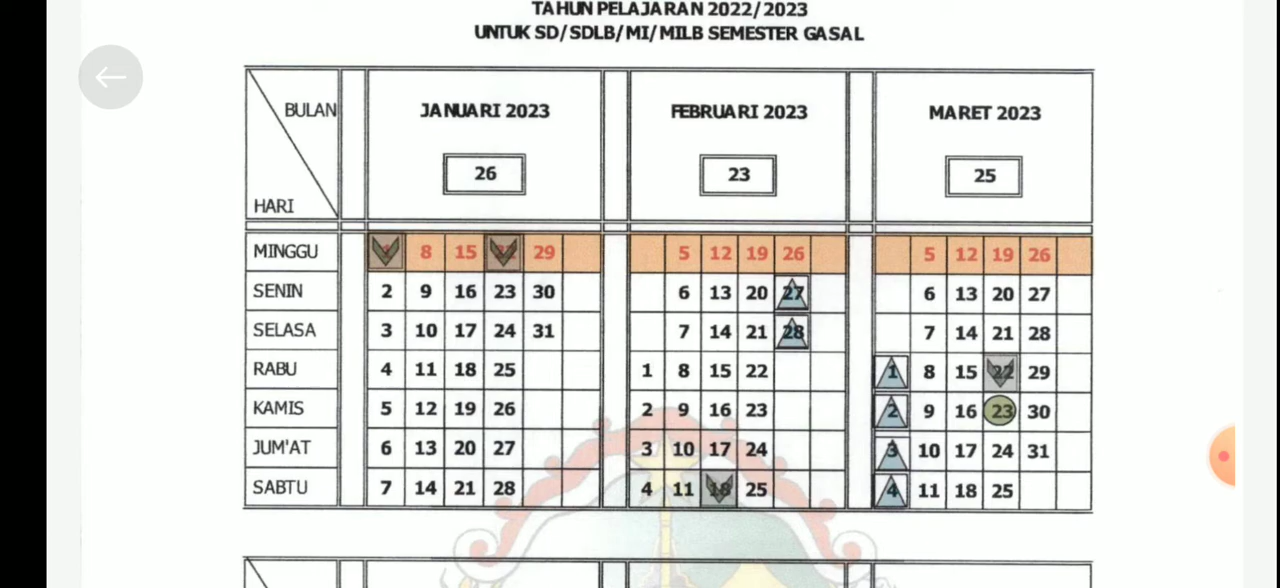 TAHUN PELAJARAN 2022/2023
UNTUK SD/SDLB/MI/MILB SEMESTER GASAL
BULAN JANUARI 2023 FEBRUARI 2023 MARET 2023
26 23 25
HARI
MINGGU 8 15 22 29 5 12 19 26 5 12 19 26
SENIN 2 9 16 23 30 6 13 20 27 6 13 20 27
SELASA 3 10 17 24 31 7 14 21 28 7 14 21 28
RABU 4 11 18 25 1 8 15 22 1 8 15 22 29
KAMIS 5 12 19 26 2 9 16 23 2 9 16 23 30
JUM'AT 6 13 20 27 3 10 17 24 3 10 17 24 31
SABTU 7 14 21 28 4 11 18 25 4 11 18 25